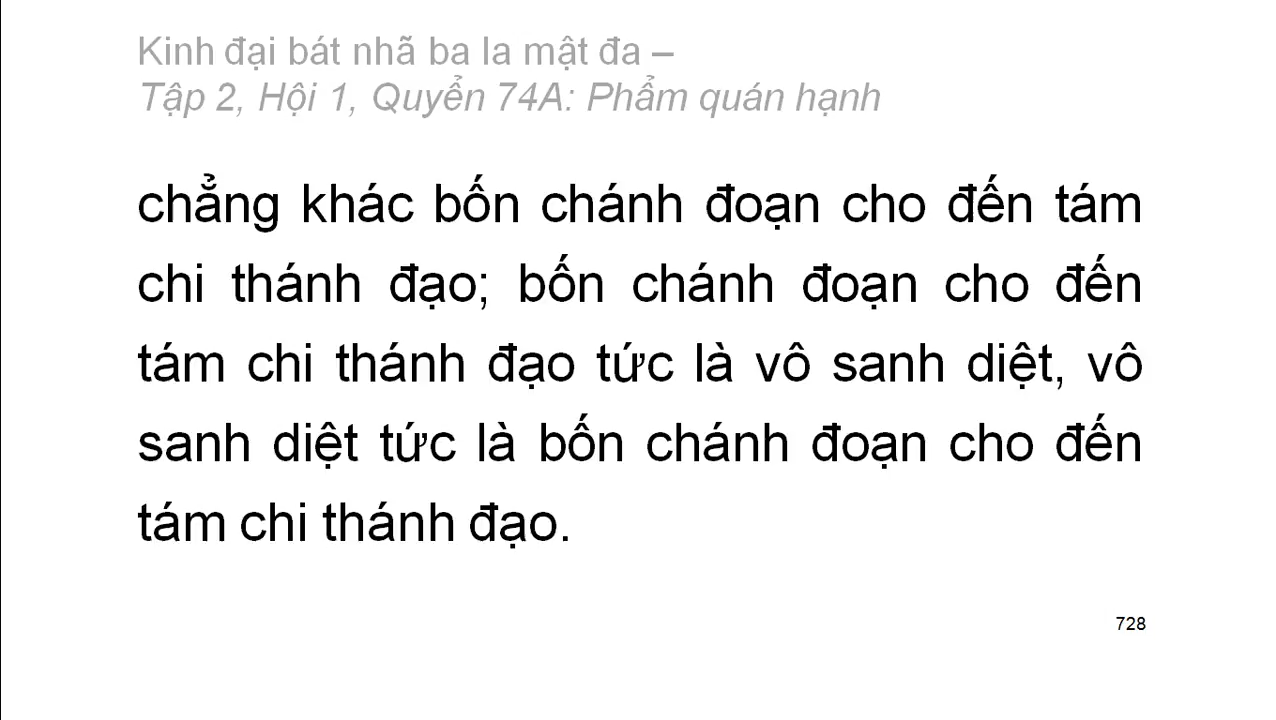 Kinh đại bát nhã ba la mật đa –
Tập 2, Hội 1, Quyển 74A: Phẩm quán hạnh
chẳng khác bốn chánh đoạn cho đến tám
chi thánh đạo; bốn chánh đoạn cho đến
tám chi thánh đạo tức là vô sanh diệt, vô
sanh diệt tức là bốn chánh đoạn cho đến
tám chi thánh đạo.
728